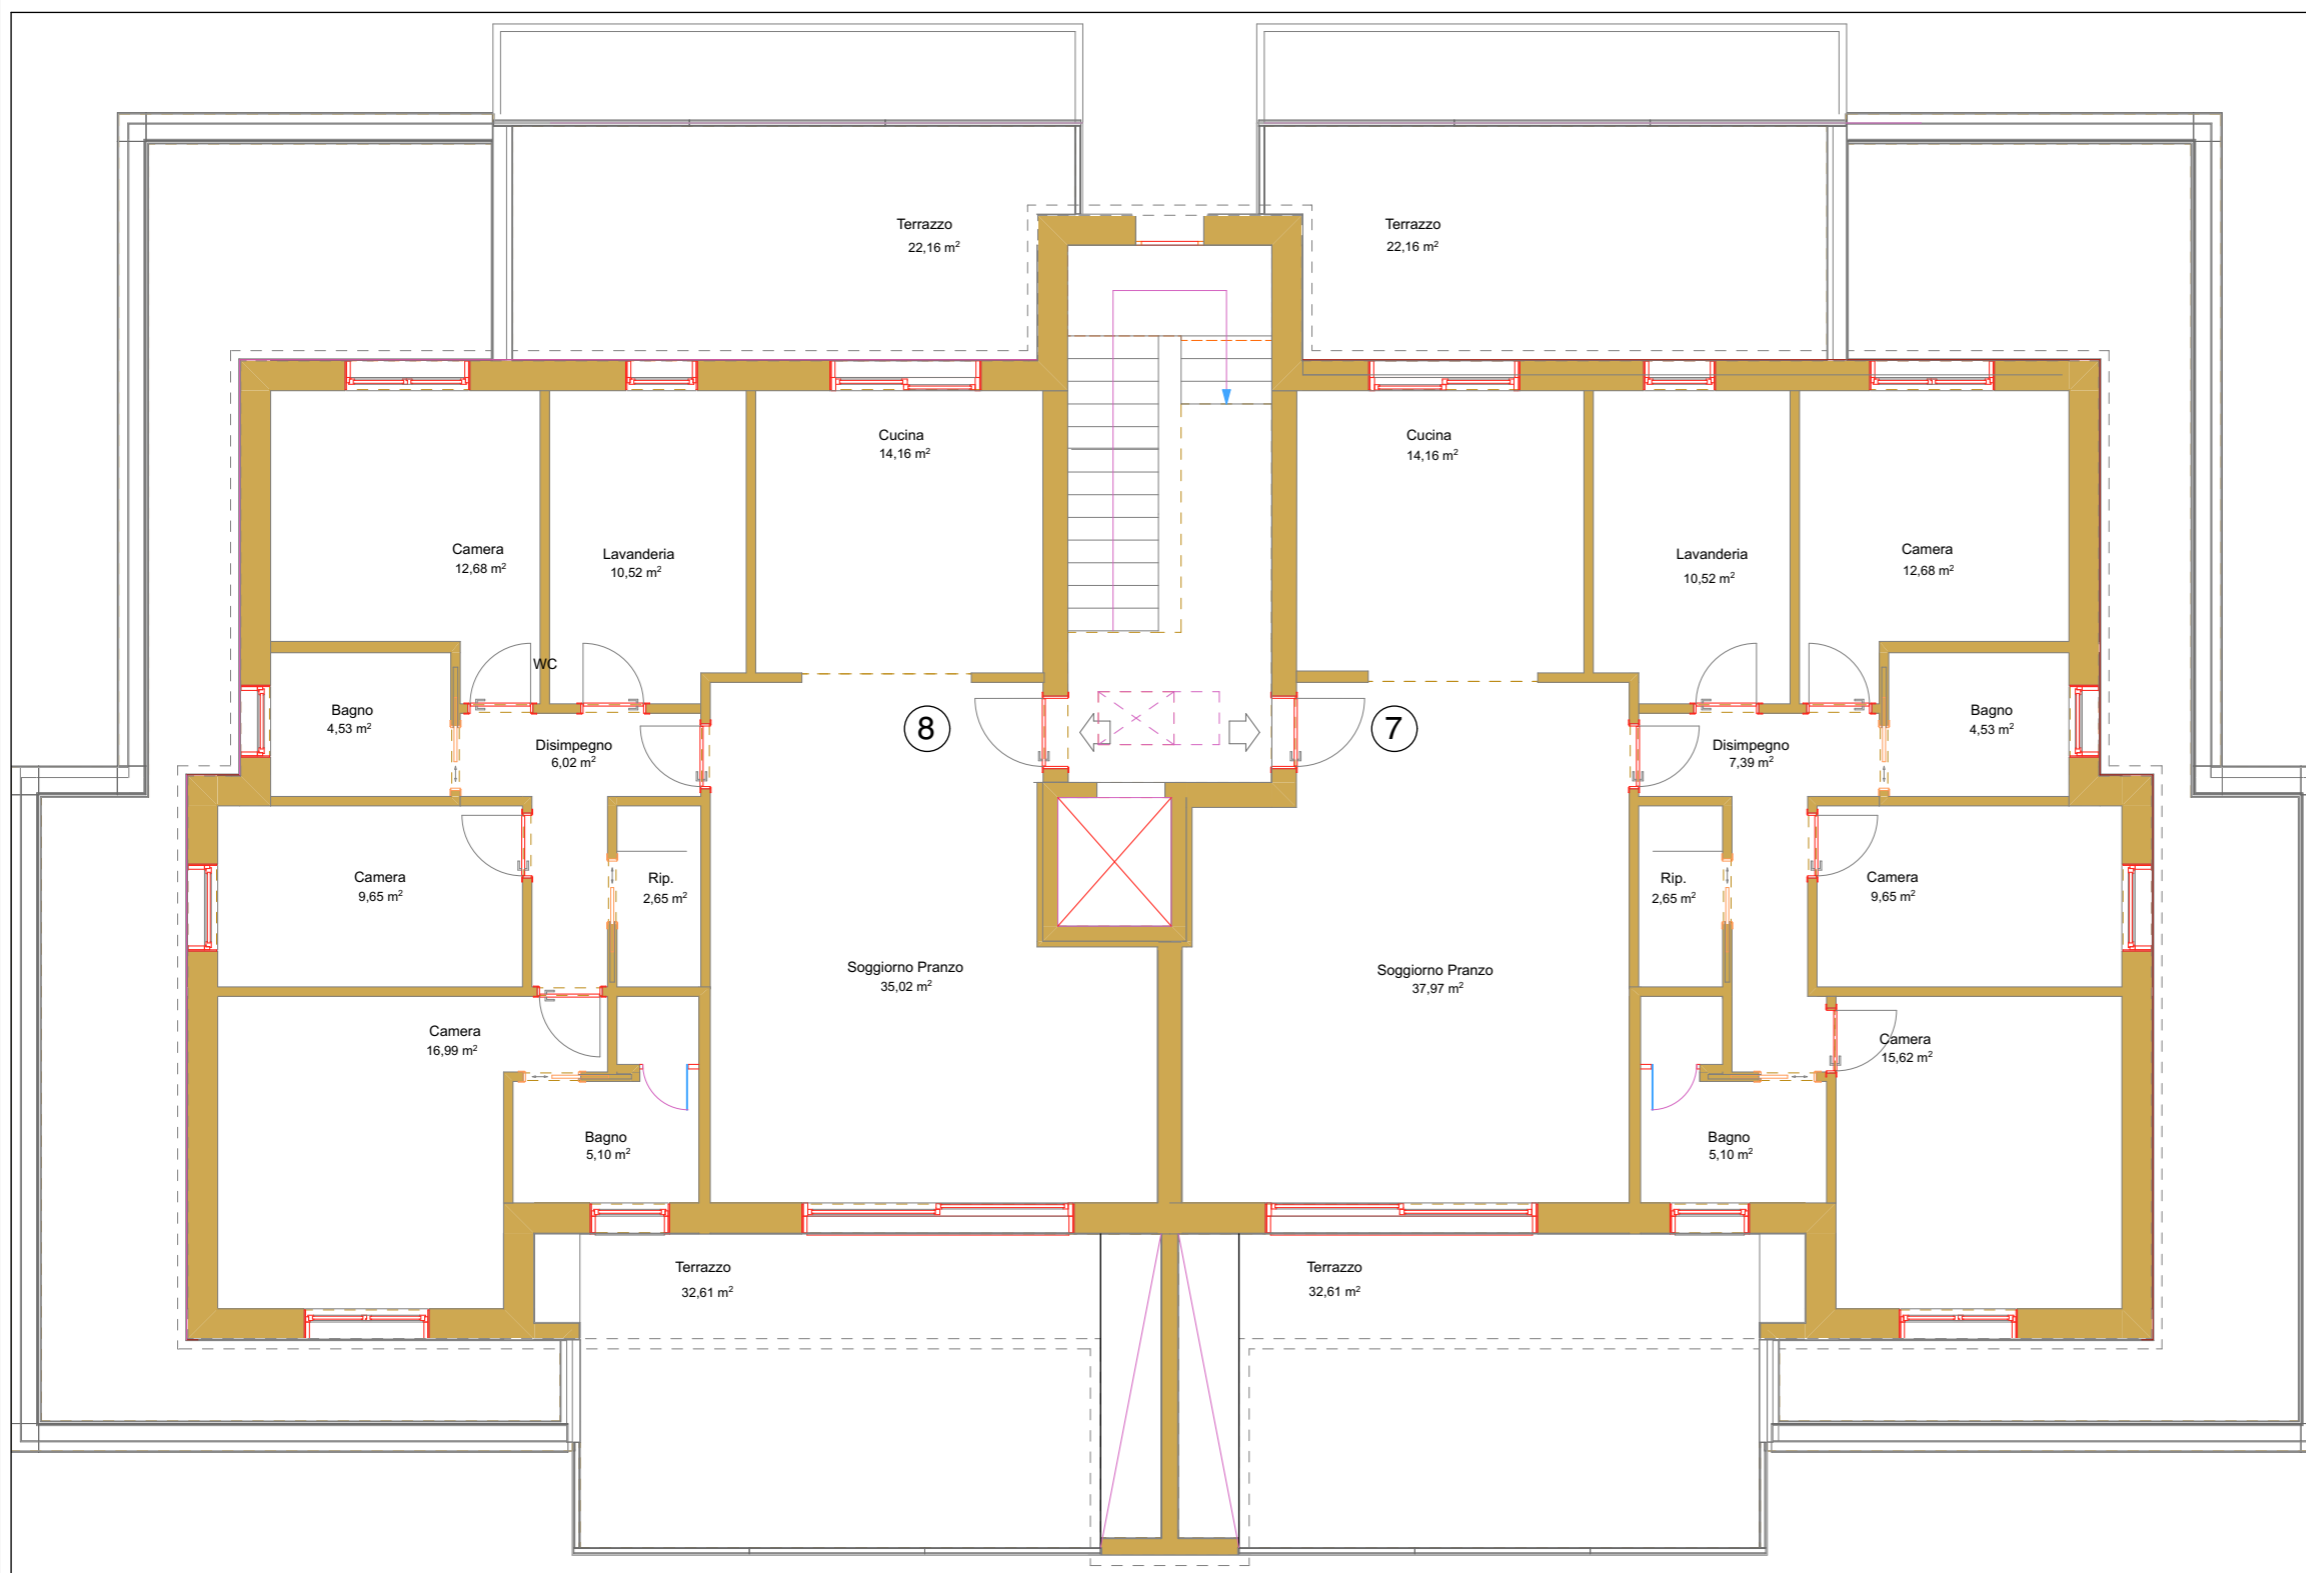 Terrazzo
22,16 m²
Terrazzo
22,16 m²
Cucina
14,16 m²
Cucina
14,16 m²
Camera
12,68 m²
Lavanderia
10,52 m²
Lavanderia
10,52 m²
Camera
12,68 m²
WC
Bagno
4,53 m²
Disimpegno
6,02 m²
8
7
Disimpegno
7,39 m²
Bagno
4,53 m²
Camera
9,65 m²
Rip.
2,65 m²
Rip.
2,65 m²
Camera
9,65 m²
Soggiorno Pranzo
35,02 m²
Soggiorno Pranzo
37,97 m²
Camera
16,99 m²
Camera
15,62 m²
Bagno
5,10 m²
Bagno
5,10 m²
Terrazzo
32,61 m²
Terrazzo
32,61 m²